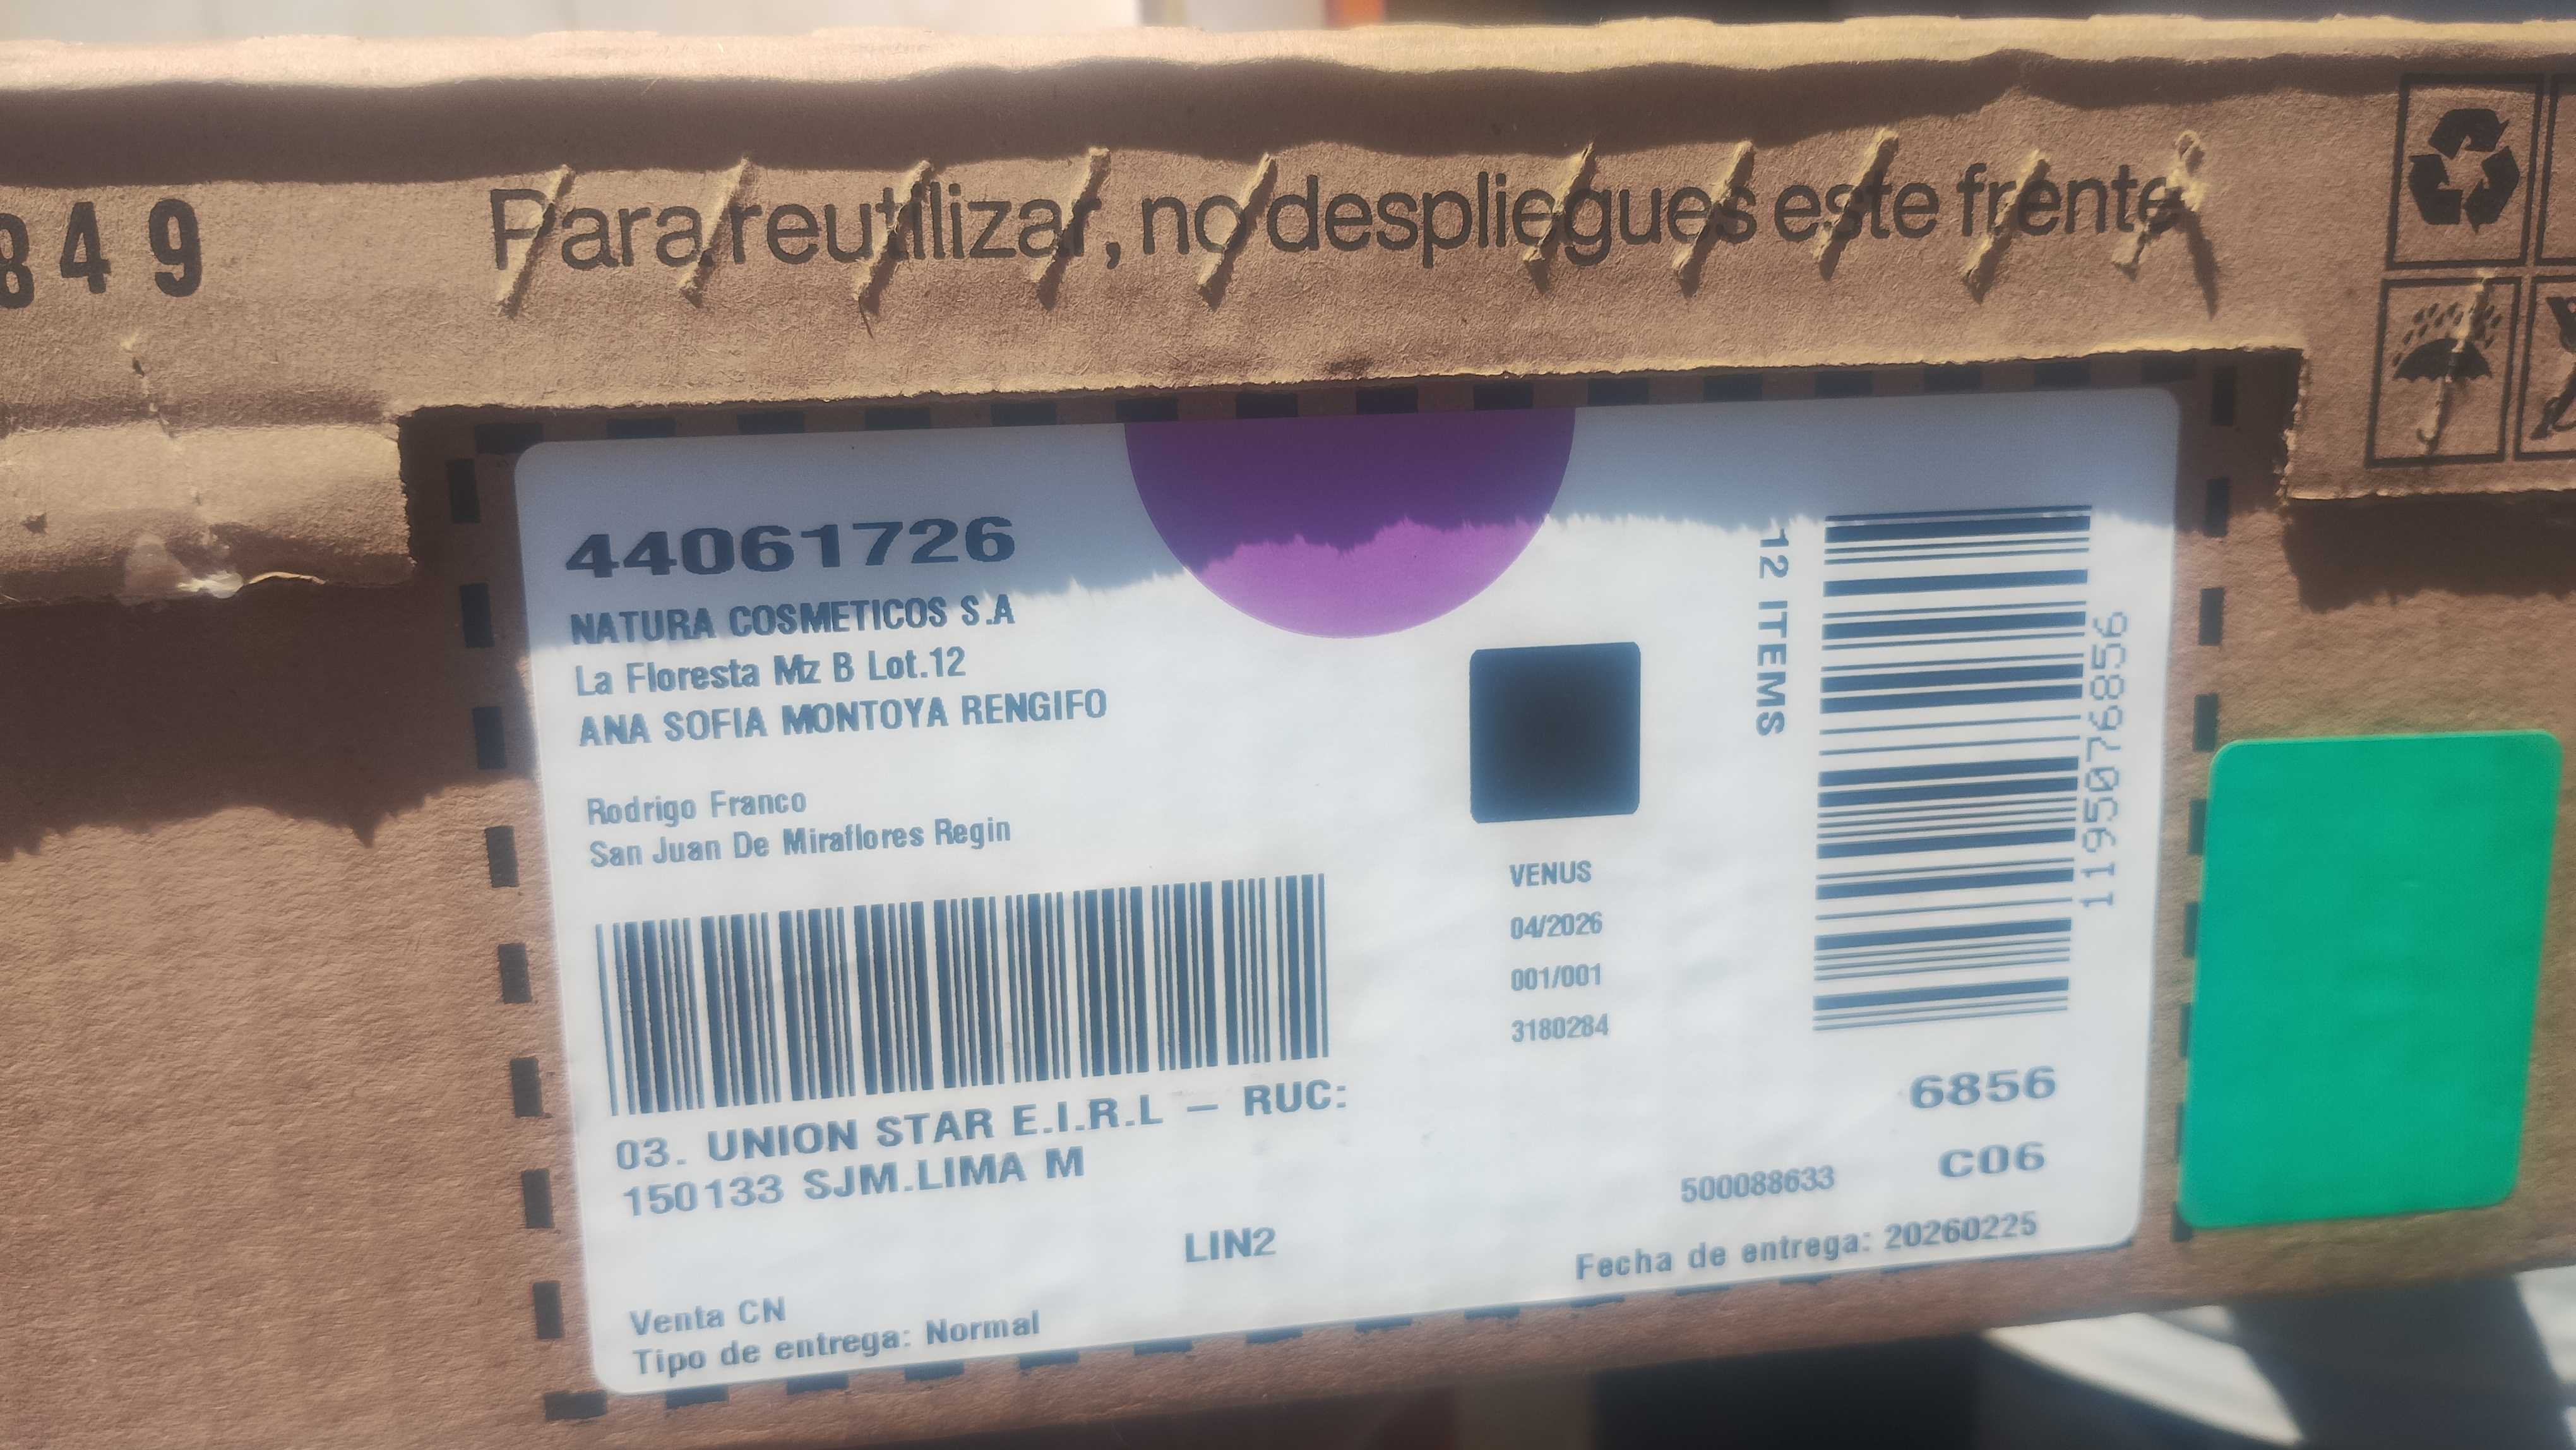 849
Para reutilizar, no despliegues este frente
44061726
NATURA COSMETICOS S.A
La Floresta Mz B Lot.12
ANA SOFIA MONTOYA RENGIFO
Rodrigo Franco
San Juan De Miraflores Regin
03. UNION STAR E.I.R.L – RUC:
150133 SJM.LIMA M
LIN2
Venta CN
Tipo de entrega: Normal
VENUS
04/2026
001/001
3180284
12 ITEMS
1195076856
6856
C06
500088633
Fecha de entrega: 20260225